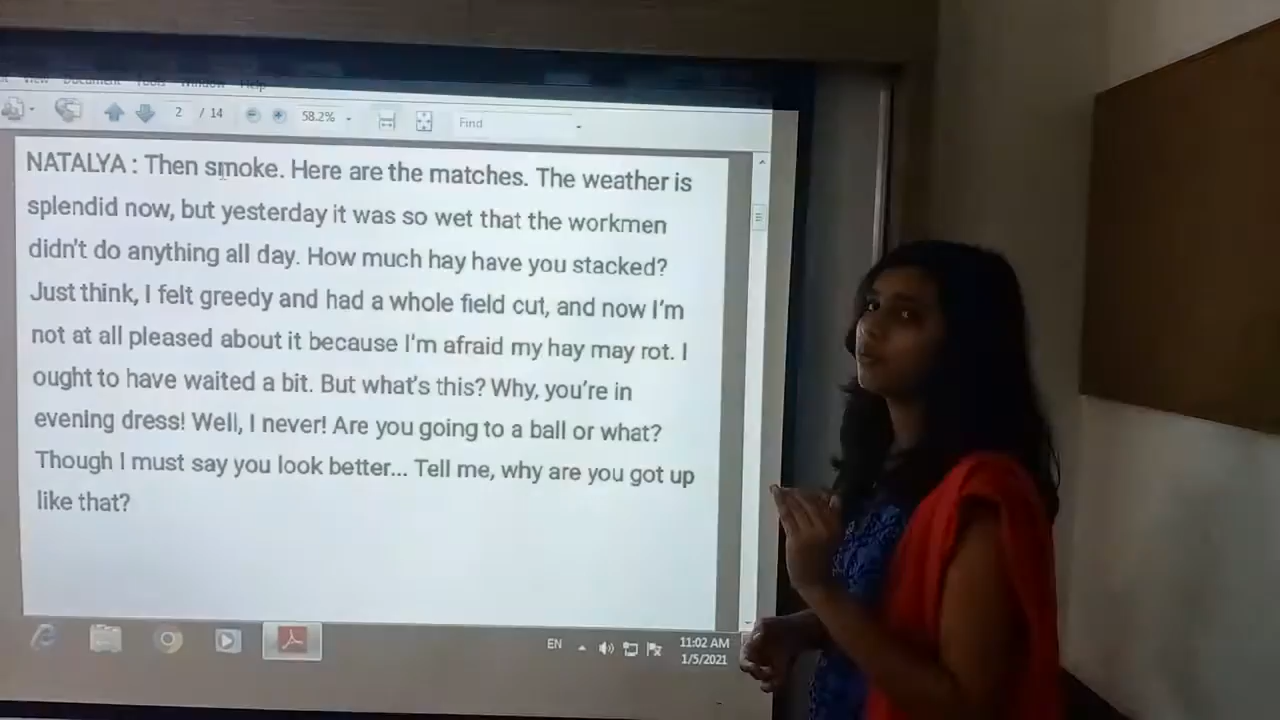 View Document Tools Window Help
2 / 14 58.2% Find
NATALYA : Then smoke. Here are the matches. The weather is
splendid now, but yesterday it was so wet that the workmen
didn't do anything all day. How much hay have you stacked?
Just think, I felt greedy and had a whole field cut, and now I'm
not at all pleased about it because I'm afraid my hay may rot. I
ought to have waited a bit. But what's this? Why, you're in
evening dress! Well, I never! Are you going to a ball or what?
Though I must say you look better... Tell me, why are you got up
like that?
EN 11:02 AM
1/5/2021